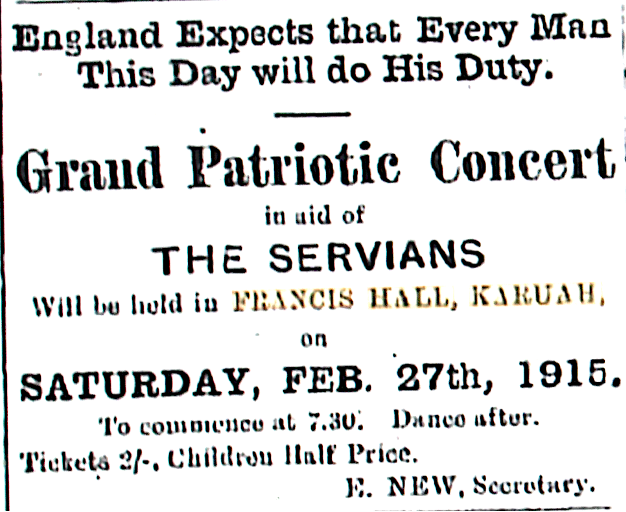 England Expects that Every Man
This Day will do His Duty.
Grand Patriotic Concert
in aid of
THE SERVIANS
Will be held in FRANCIS HALL, KARUAH,
on
SATURDAY, FEB. 27th, 1915.
To commence at 7.30. Dance after.
Tickets 2/-, Children Half Price.
E. NEW, Secretary.